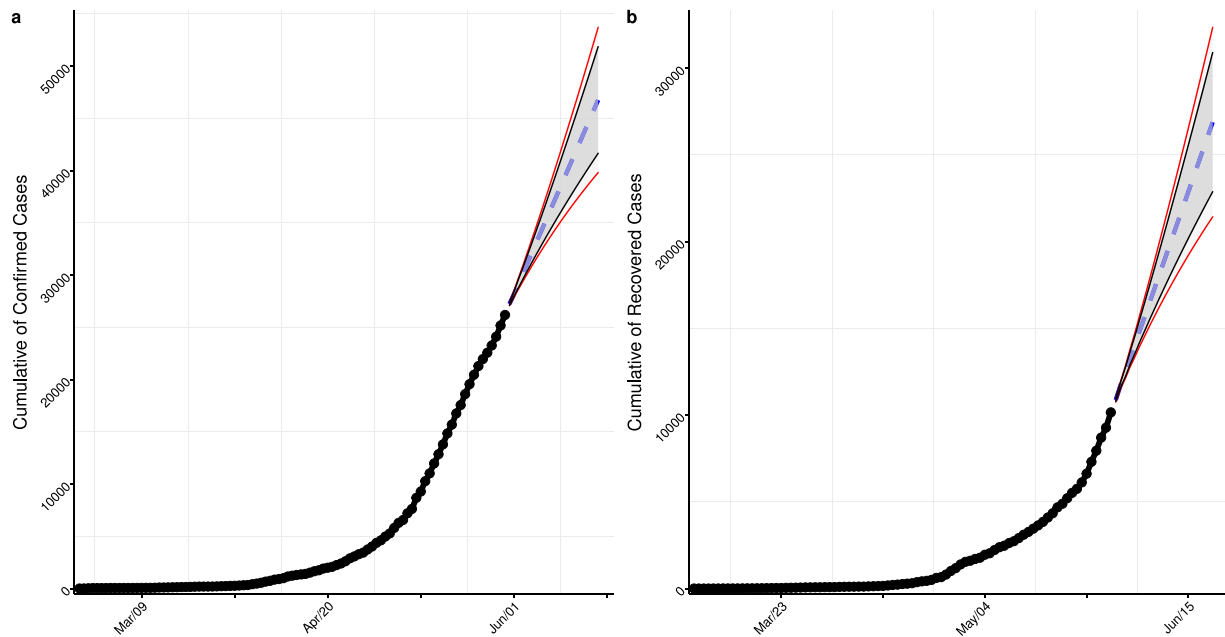 a
Cumulative of Confirmed Cases
50000
40000
30000
20000
10000
0
Mar/09
Apr/20
Jun/01
b
Cumulative of Recovered Cases
30000
20000
10000
0
Mar/23
May/04
Jun/15